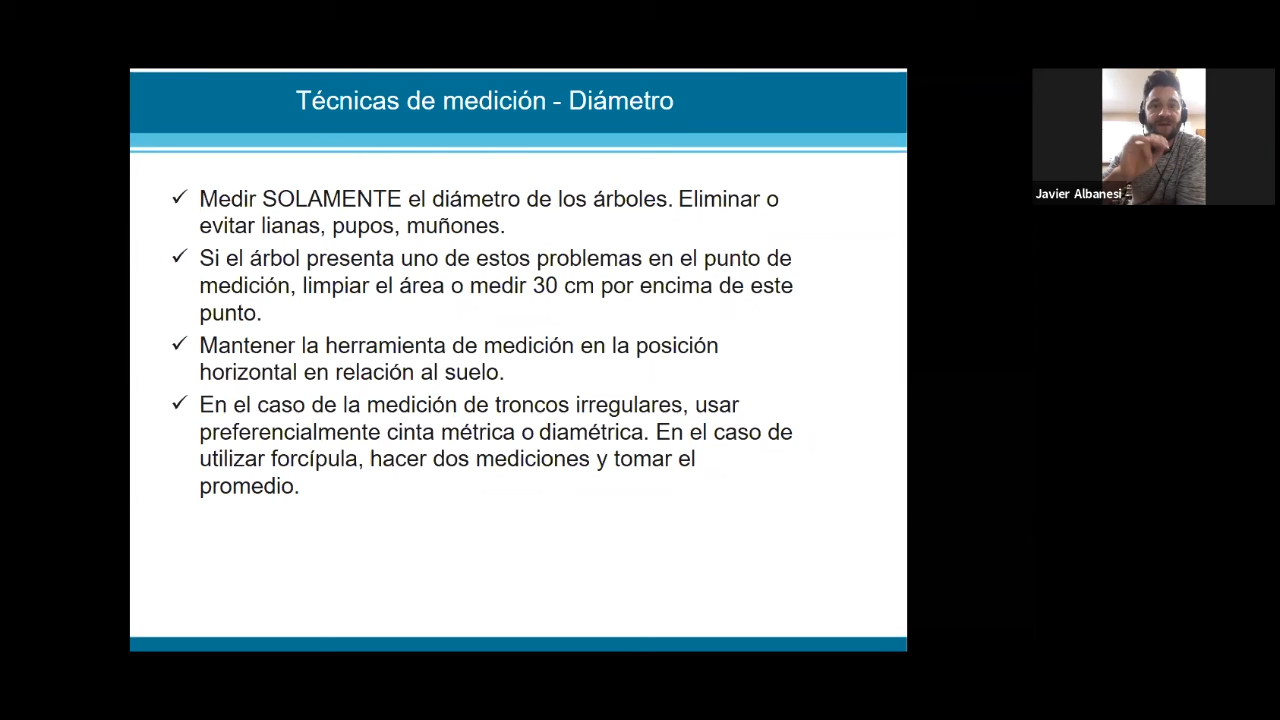 Técnicas de medición - Diámetro
✓ Medir SOLAMENTE el diámetro de los árboles. Eliminar o
evitar lianas, pupos, muñones.
✓ Si el árbol presenta uno de estos problemas en el punto de
medición, limpiar el área o medir 30 cm por encima de este
punto.
✓ Mantener la herramienta de medición en la posición
horizontal en relación al suelo.
✓ En el caso de la medición de troncos irregulares, usar
preferencialmente cinta métrica o diamétrica. En el caso de
utilizar forcípula, hacer dos mediciones y tomar el
promedio.
Javier Albanesi